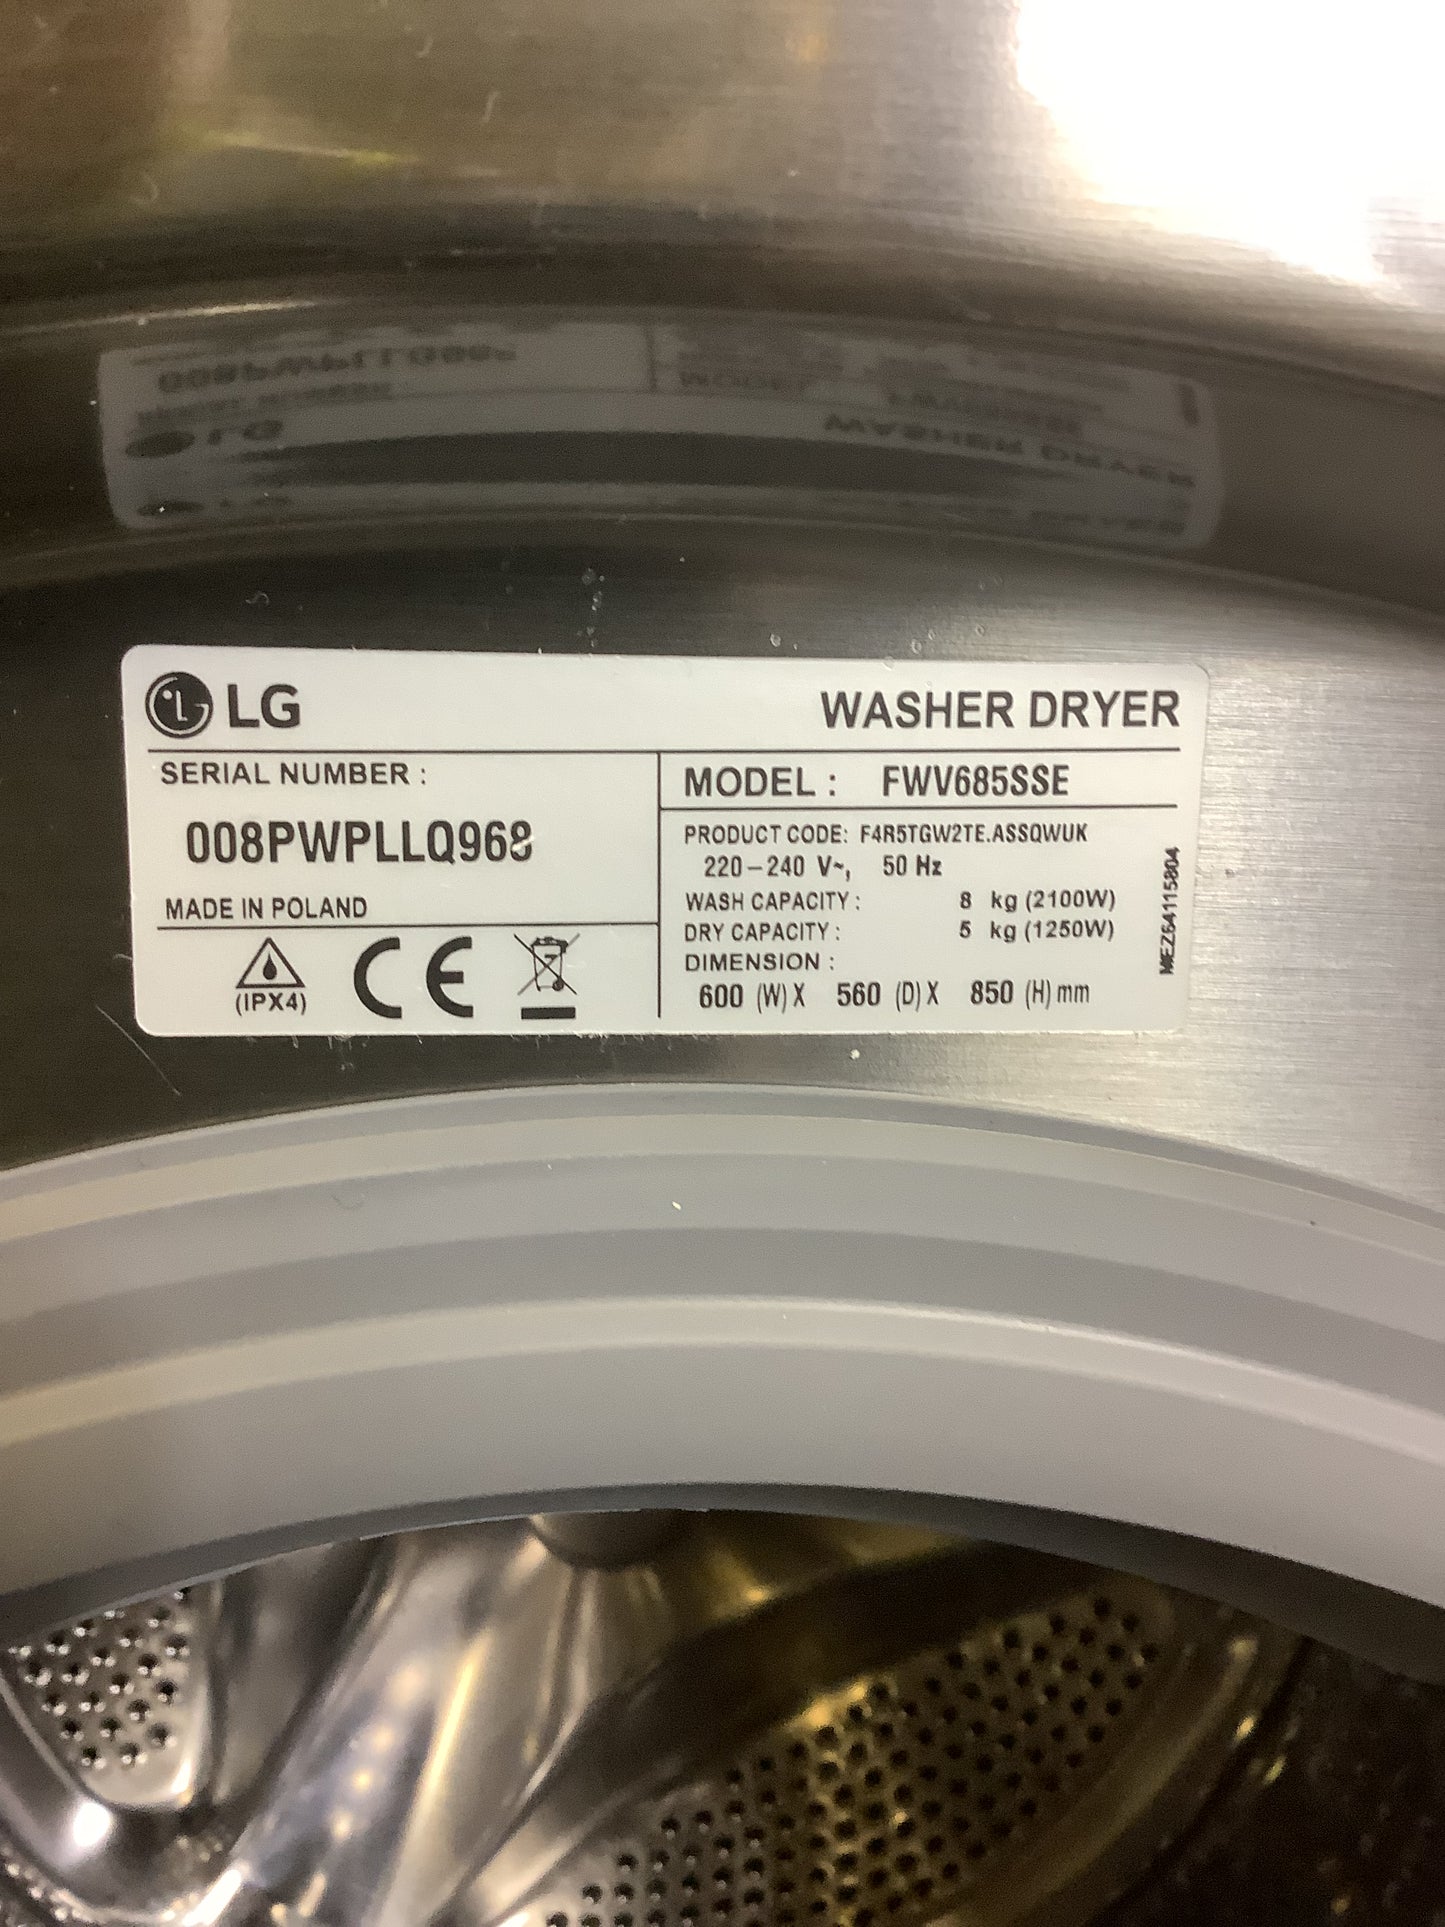 LG
WASHER DRYER
SERIAL NUMBER :
008PWPLLQ968
MADE IN POLAND
(IPX4)
CE
MODEL : FWV685SSE
PRODUCT CODE: F4R5TGW2TE.ASSQWUK
220-240 V~, 50 Hz
WASH CAPACITY : 8 kg (2100W)
DRY CAPACITY : 5 kg (1250W)
DIMENSION :
600 (W) X 560 (D) X 850 (H) mm
MEZ64115804